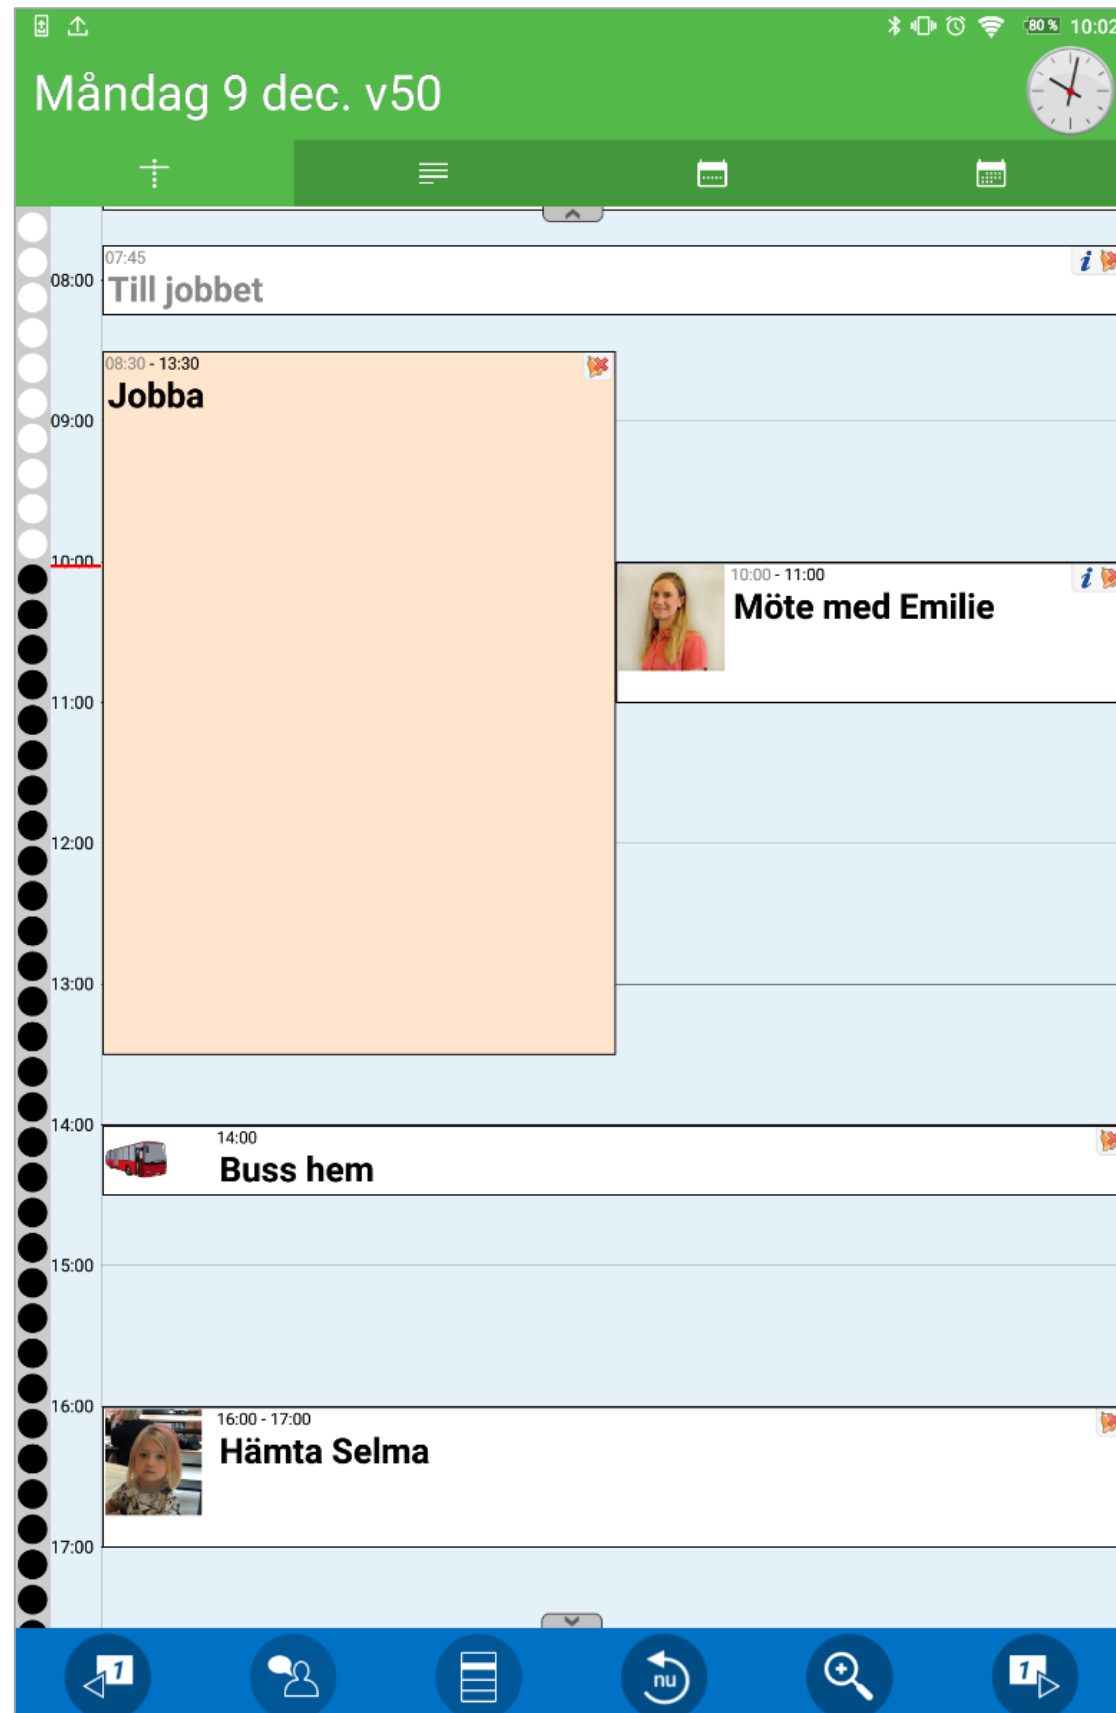 80 % 10:02
Måndag 9 dec. v50
07:45
08:00
Till jobbet
08:30 - 13:30
Jobba
09:00
10:00
10:00 - 11:00
Möte med Emilie
11:00
12:00
13:00
14:00
14:00
Buss hem
15:00
16:00
16:00 - 17:00
Hämta Selma
17:00
1
nu
1